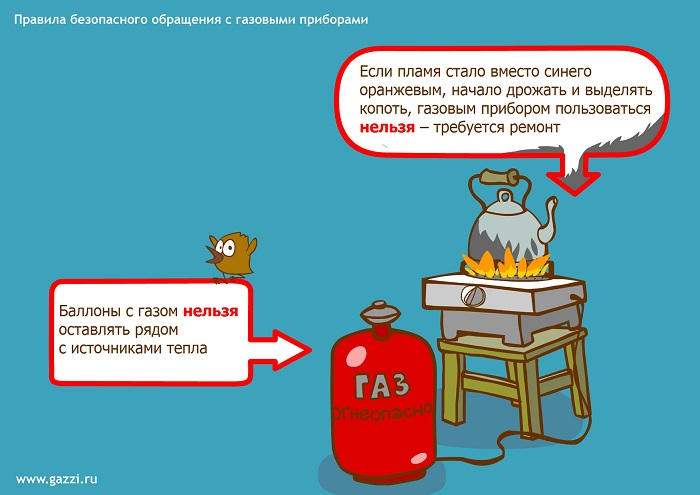 Правила безопасного обращения с газовыми приборами
Если пламя стало вместо синего
оранжевым, начало дрожать и выделять
копоть, газовым прибором пользоваться
нельзя – требуется ремонт
Баллоны с газом нельзя
оставлять рядом
с источниками тепла
ГАЗ
огнеопасно
www.gazzi.ru